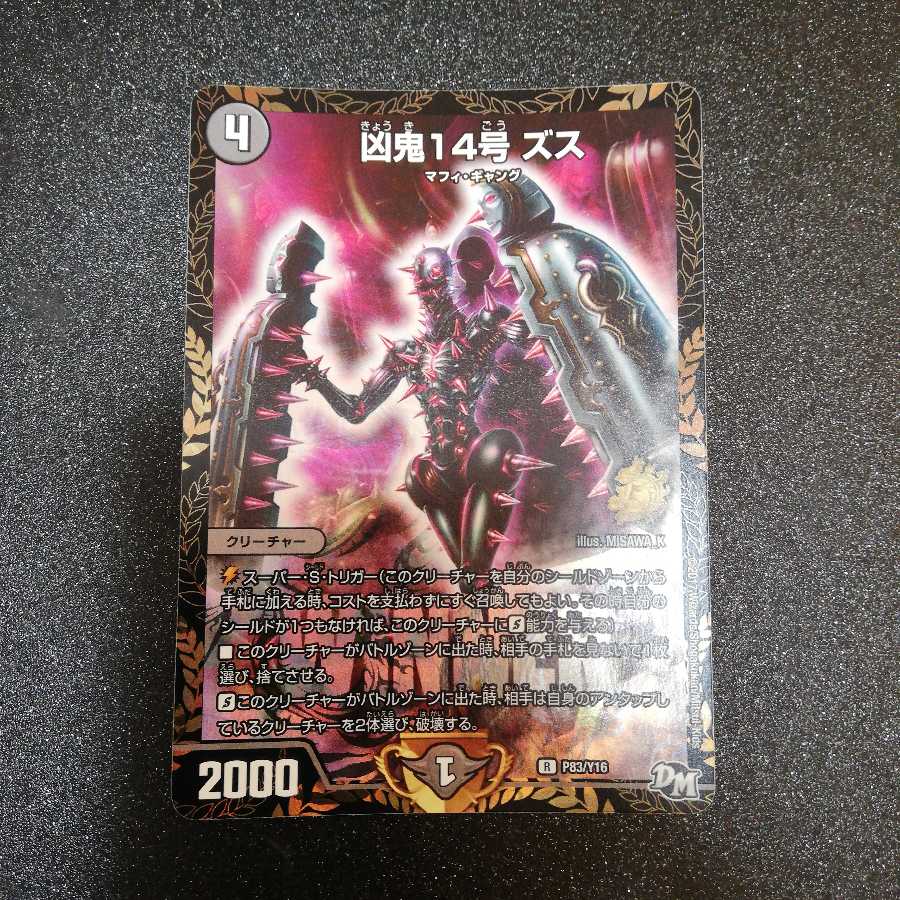 4
きょうき ごう
凶鬼14号 ズス
マフィ・ギャング
クリーチャー
illus. MISAWA_K
スーパー・S・トリガー(このクリーチャーを自分のシールドゾーンから
手札に加える時、コストを支払わずにすぐ召喚してもよい。その時自分の
シールドが1つもなければ、このクリーチャーにS能力を与える)
■このクリーチャーがバトルゾーンに出た時、相手の手札を見ないで1枚
選び、捨てさせる。
Sこのクリーチャーがバトルゾーンに出た時、相手は自身のアンタップし
ているクリーチャーを2体選び、破壊する。
2000
1
R P83/Y16
DM